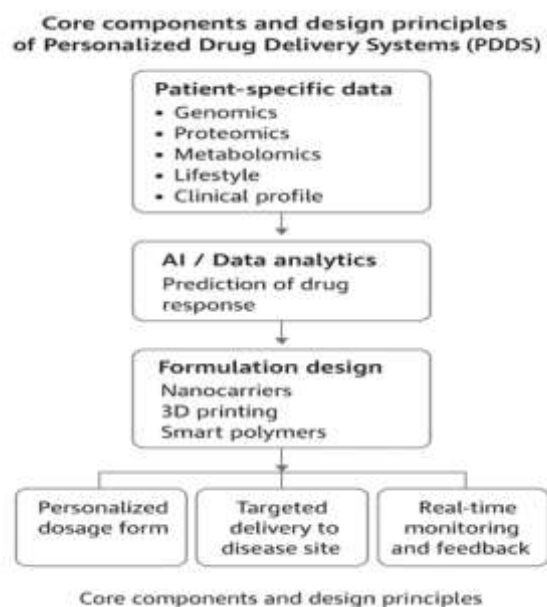 Core components and design principles
of Personalized Drug Delivery Systems (PDDS)
Patient-specific data
• Genomics
• Proteomics
• Metabolomics
• Lifestyle
• Clinical profile
AI / Data analytics
Prediction of drug
response
Formulation design
Nanocarriers
3D printing
Smart polymers
Personalized
dosage form
Targeted
delivery to
disease site
Real-time
monitoring
and feedback
Core components and design principles